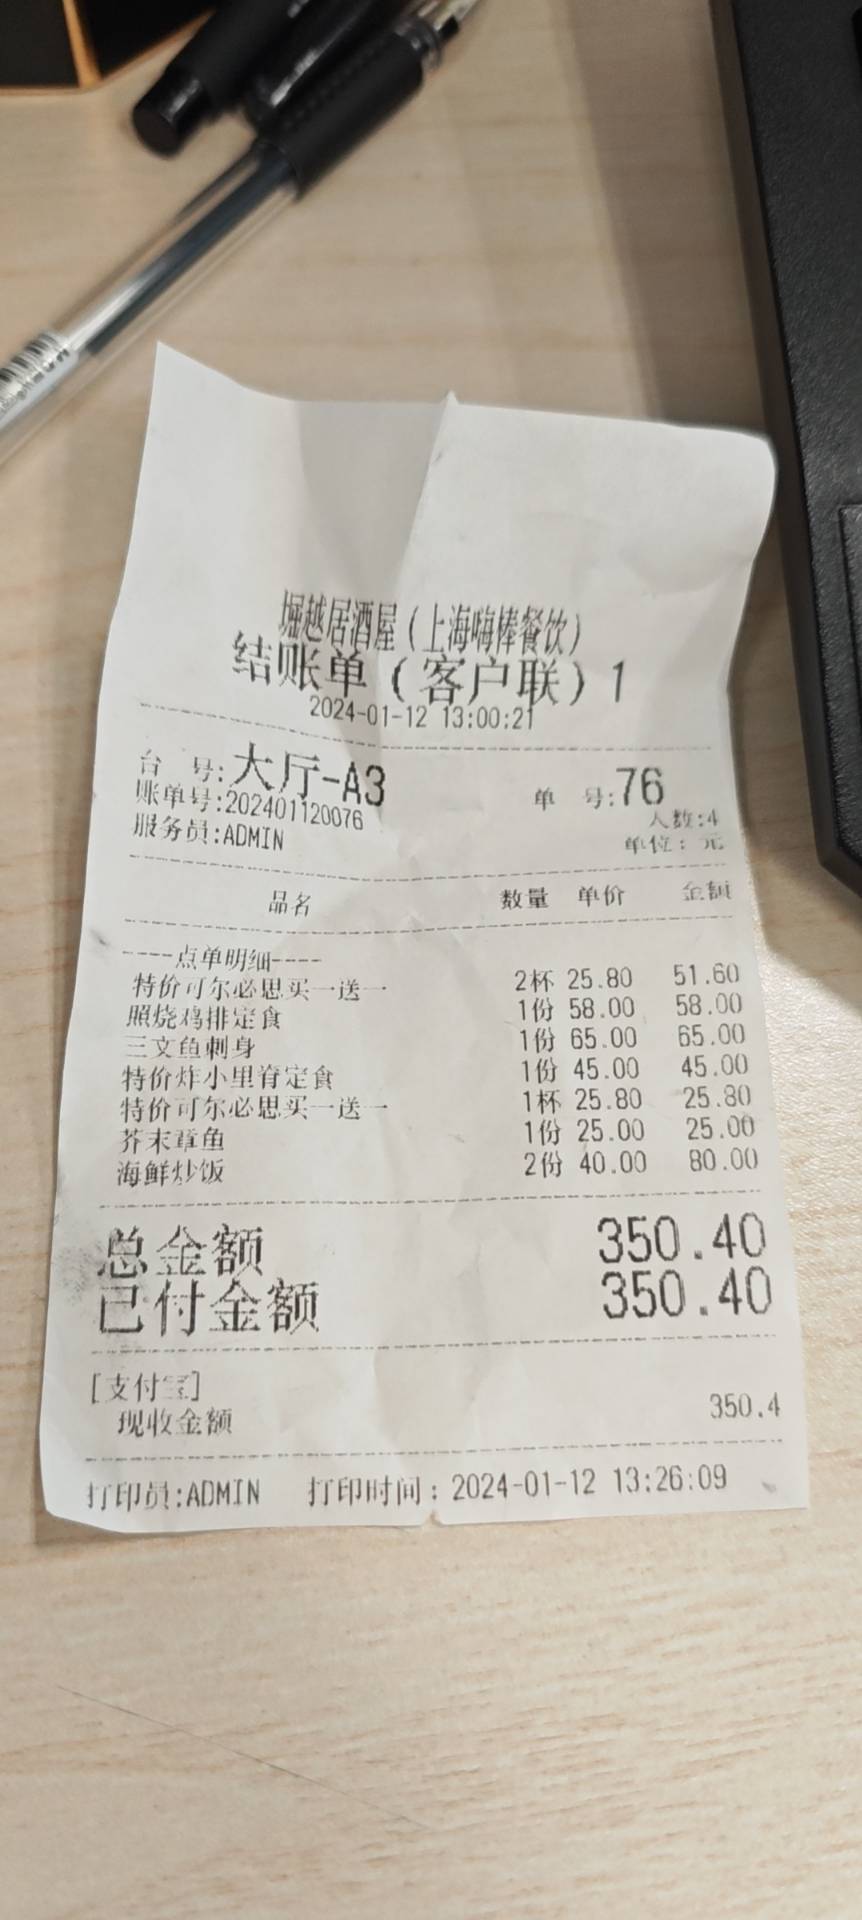 堀越居酒屋（上海嗨棒餐饮）
结账单（客户联）1
2024-01-12 13:00:21
台 号:大厅-A3 单 号:76
账单号:202401120076 人数:4
服务员:ADMIN 单位：元
品名 数量 单价 金额
----点单明细----
特价可尔必思买一送一 2杯 25.80 51.60
照烧鸡排定食 1份 58.00 58.00
三文鱼刺身 1份 65.00 65.00
特价炸小里脊定食 1份 45.00 45.00
特价可尔必思买一送一 1杯 25.80 25.80
芥末章鱼 1份 25.00 25.00
海鲜炒饭 2份 40.00 80.00
总金额 350.40
已付金额 350.40
[支付宝]
现收金额 350.4
打印员:ADMIN 打印时间：2024-01-12 13:26:09